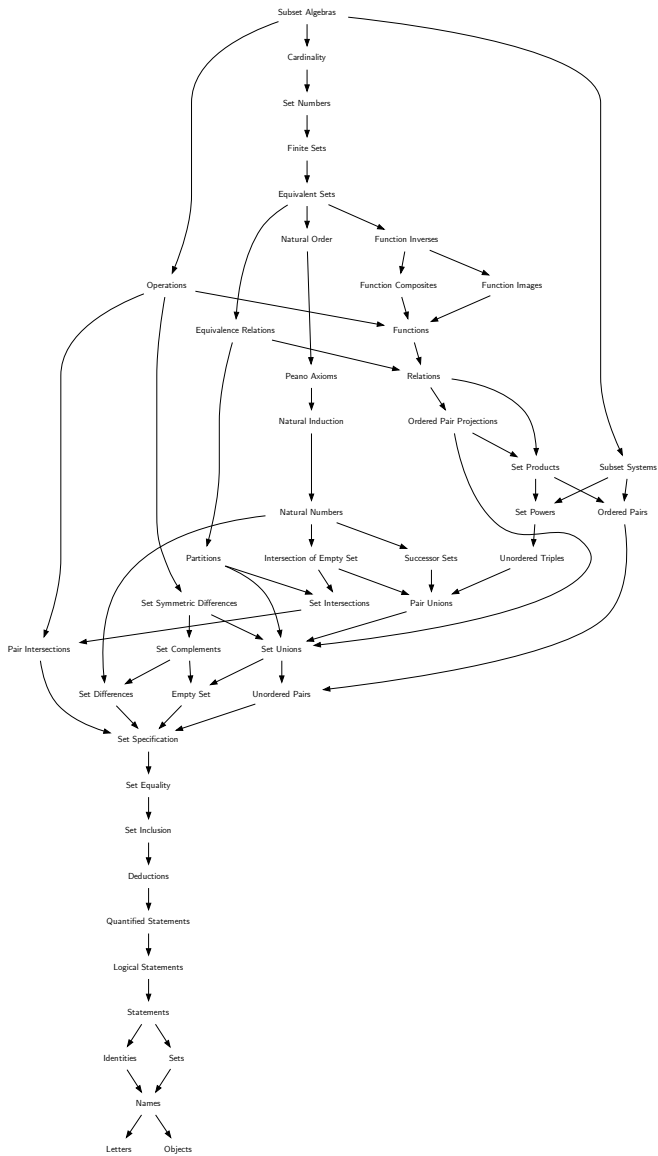 Subset Algebras
Cardinality
Set Numbers
Finite Sets
Equivalent Sets
Natural Order
Function Inverses
Operations
Function Composites
Function Images
Equivalence Relations
Functions
Peano Axioms
Relations
Natural Induction
Ordered Pair Projections
Set Products
Subset Systems
Natural Numbers
Set Powers
Ordered Pairs
Partitions
Intersection of Empty Set
Successor Sets
Unordered Triples
Set Symmetric Differences
Set Intersections
Pair Unions
Pair Intersections
Set Complements
Set Unions
Set Differences
Empty Set
Unordered Pairs
Set Specification
Set Equality
Set Inclusion
Deductions
Quantified Statements
Logical Statements
Statements
Identities
Sets
Names
Letters
Objects